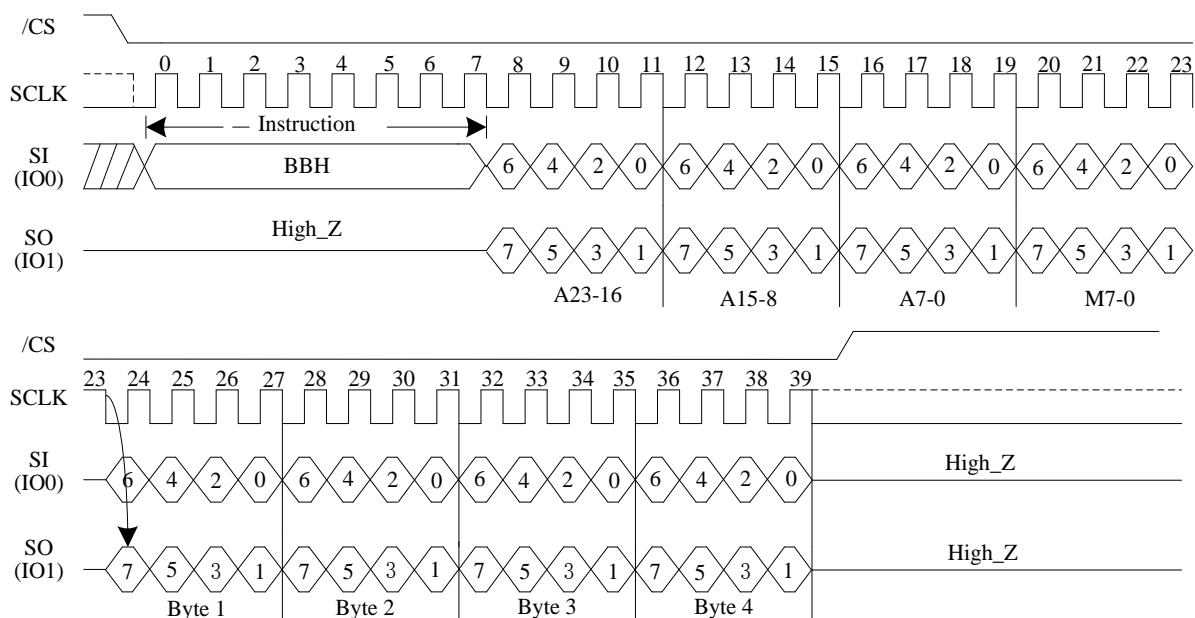 /CS
0 1 2 3 4 5 6 7 8 9 10 11 12 13 14 15 16 17 18 19 20 21 22 23
SCLK
Instruction
SI
(IO0)
BBH
6 4 2 0 6 4 2 0 6 4 2 0 6 4 2 0
High_Z
SO
(IO1)
7 5 3 1 7 5 3 1 7 5 3 1 7 5 3 1
A23-16 A15-8 A7-0 M7-0
/CS
23 24 25 26 27 28 29 30 31 32 33 34 35 36 37 38 39
SCLK
SI
(IO0)
6 4 2 0 6 4 2 0 6 4 2 0 6 4 2 0
High_Z
SO
(IO1)
7 5 3 1 7 5 3 1 7 5 3 1 7 5 3 1
High_Z
Byte 1 Byte 2 Byte 3 Byte 4